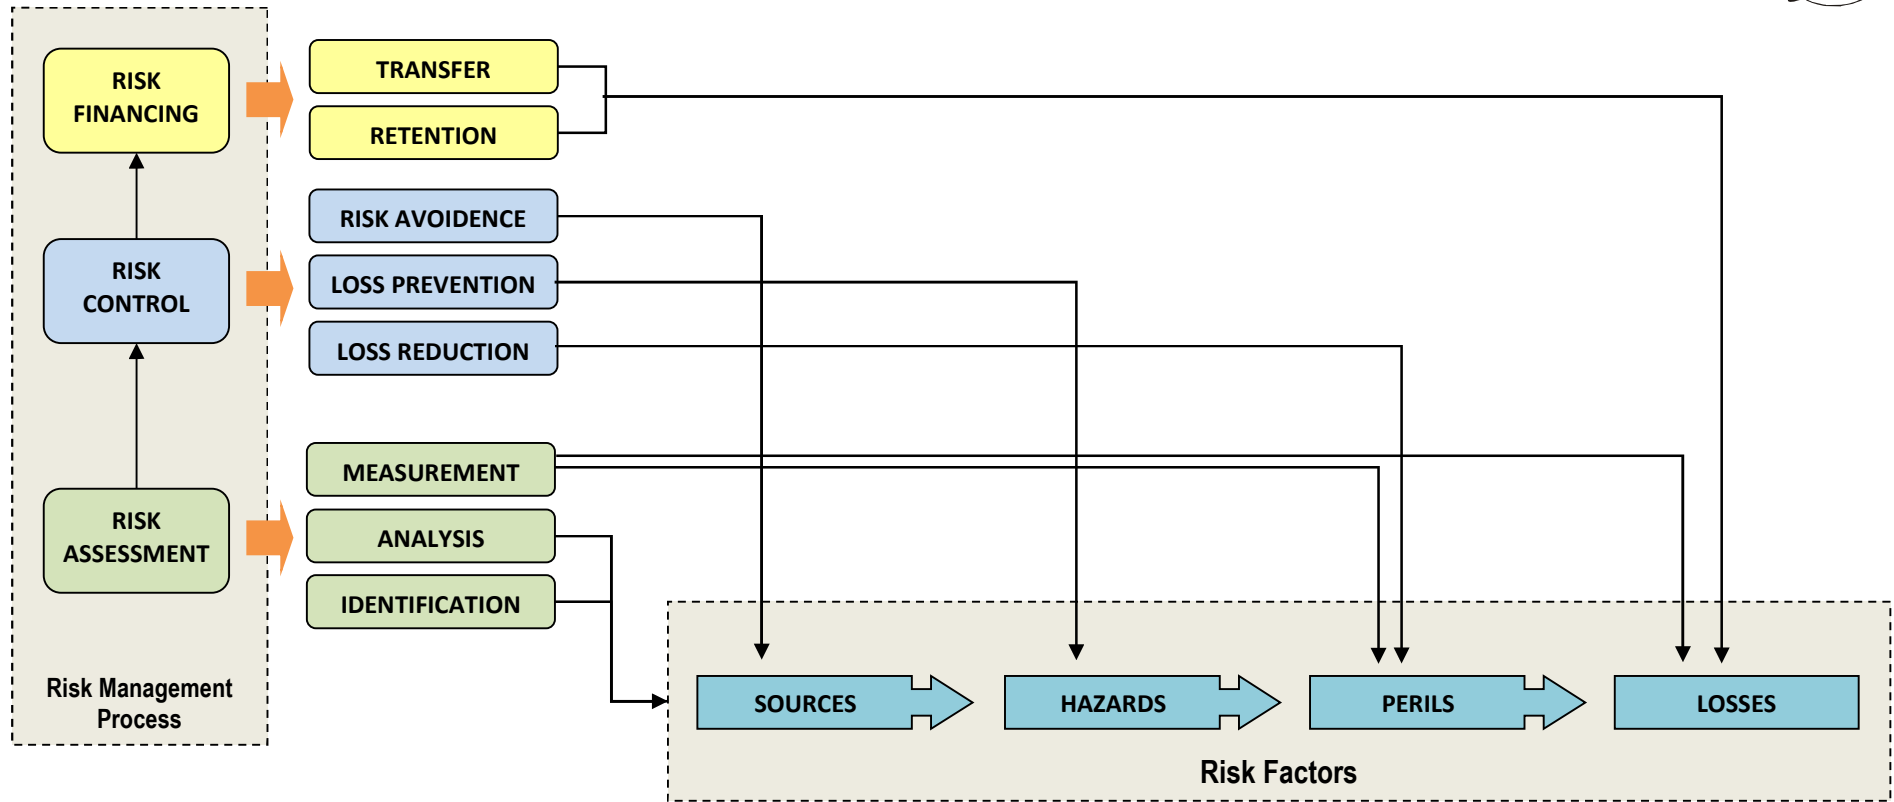 RISK
FINANCING
TRANSFER
RETENTION
RISK AVOIDENCE
RISK
CONTROL
LOSS PREVENTION
LOSS REDUCTION
MEASUREMENT
RISK
ASSESSMENT
ANALYSIS
IDENTIFICATION
Risk Management
Process
SOURCES
HAZARDS
PERILS
LOSSES
Risk Factors